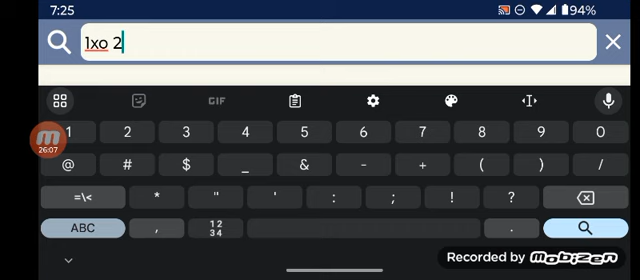 7:25 94%
1xo 2
GIF
1 2 3 4 5 6 7 8 9 0
26:07
@ # $ _ & - + ( ) /
=\< * " ' : ; ! ?
ABC , 12 .
34
Recorded by mobizen